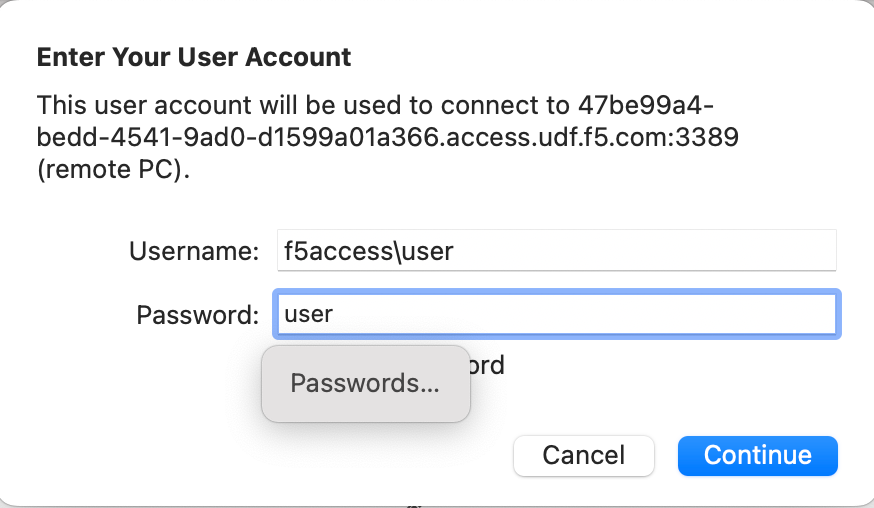 Enter Your User Account
This user account will be used to connect to 47be99a4-
bedd-4541-9ad0-d1599a01a366.access.udf.f5.com:3389
(remote PC).
Username: f5access\user
Password: user
Passwords...
Cancel Continue